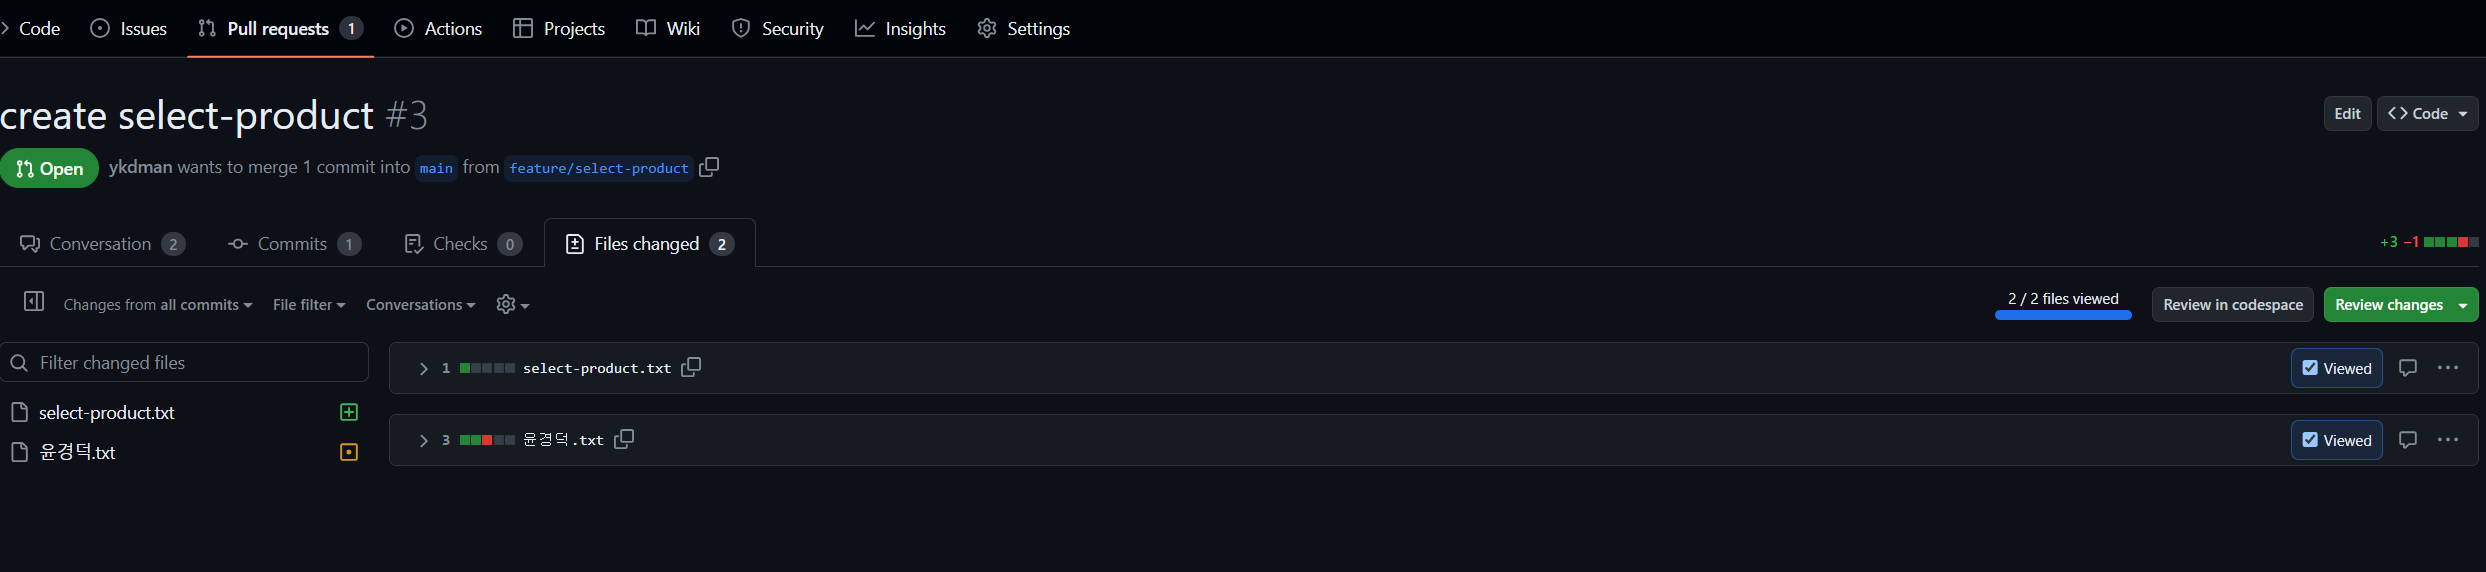 Code Issues Pull requests 1 Actions Projects Wiki Security Insights Settings
create select-product #3
Edit <> Code
Open ykdman wants to merge 1 commit into main from feature/select-product
Conversation 2 Commits 1 Checks 0 Files changed 2 +3 −1
Changes from all commits File filter Conversations 2 / 2 files viewed Review in codespace Review changes
Filter changed files
select-product.txt
윤경덕.txt
1 select-product.txt Viewed
3 윤경덕.txt Viewed